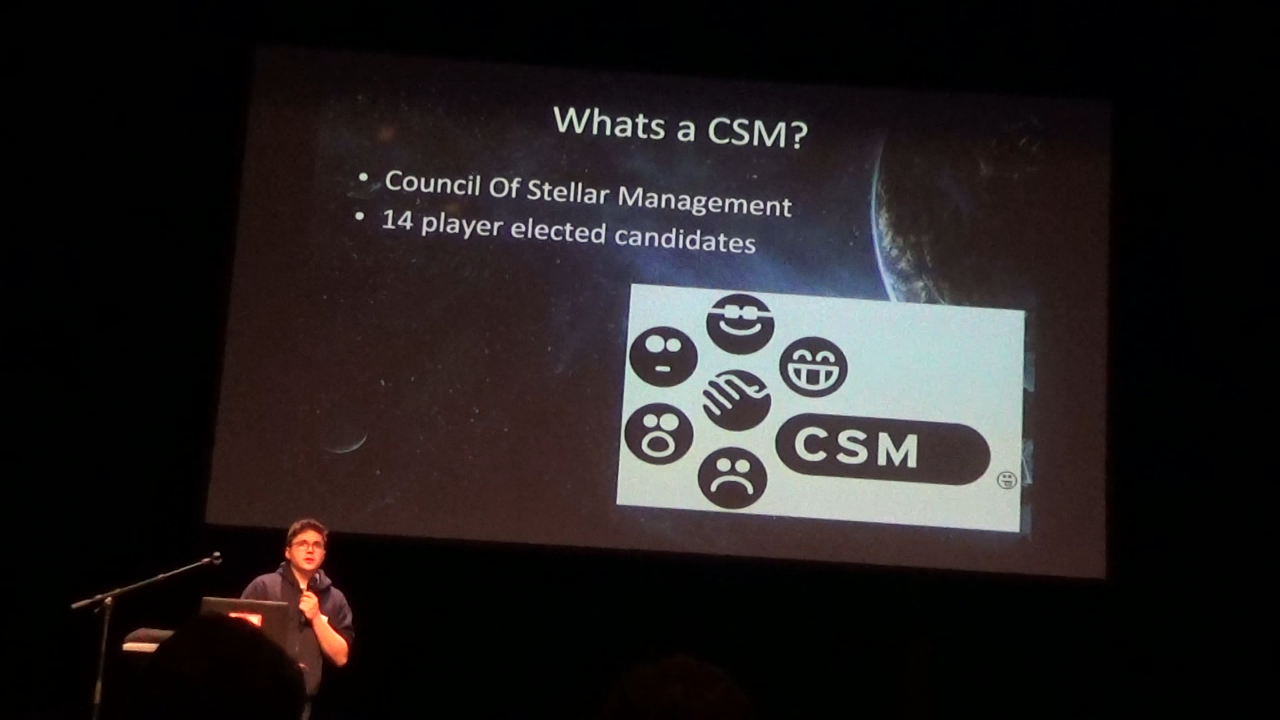 Whats a CSM?
• Council Of Stellar Management
• 14 player elected candidates
CSM